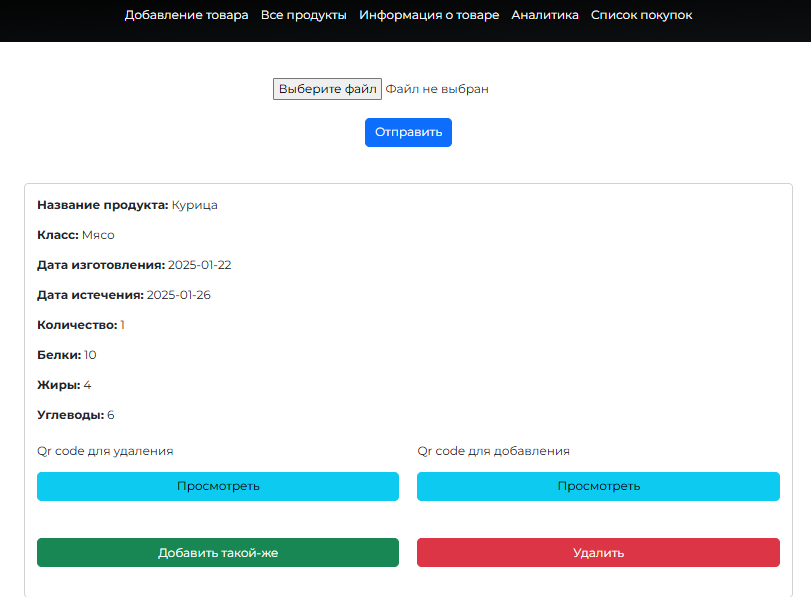 Добавление товара Все продукты Информация о товаре Аналитика Список покупок
Выберите файл Файл не выбран
Отправить
Название продукта: Курица
Класс: Мясо
Дата изготовления: 2025-01-22
Дата истечения: 2025-01-26
Количество: 1
Белки: 10
Жиры: 4
Углеводы: 6
Qr code для удаления Qr code для добавления
Просмотреть Просмотреть
Добавить такой-же Удалить